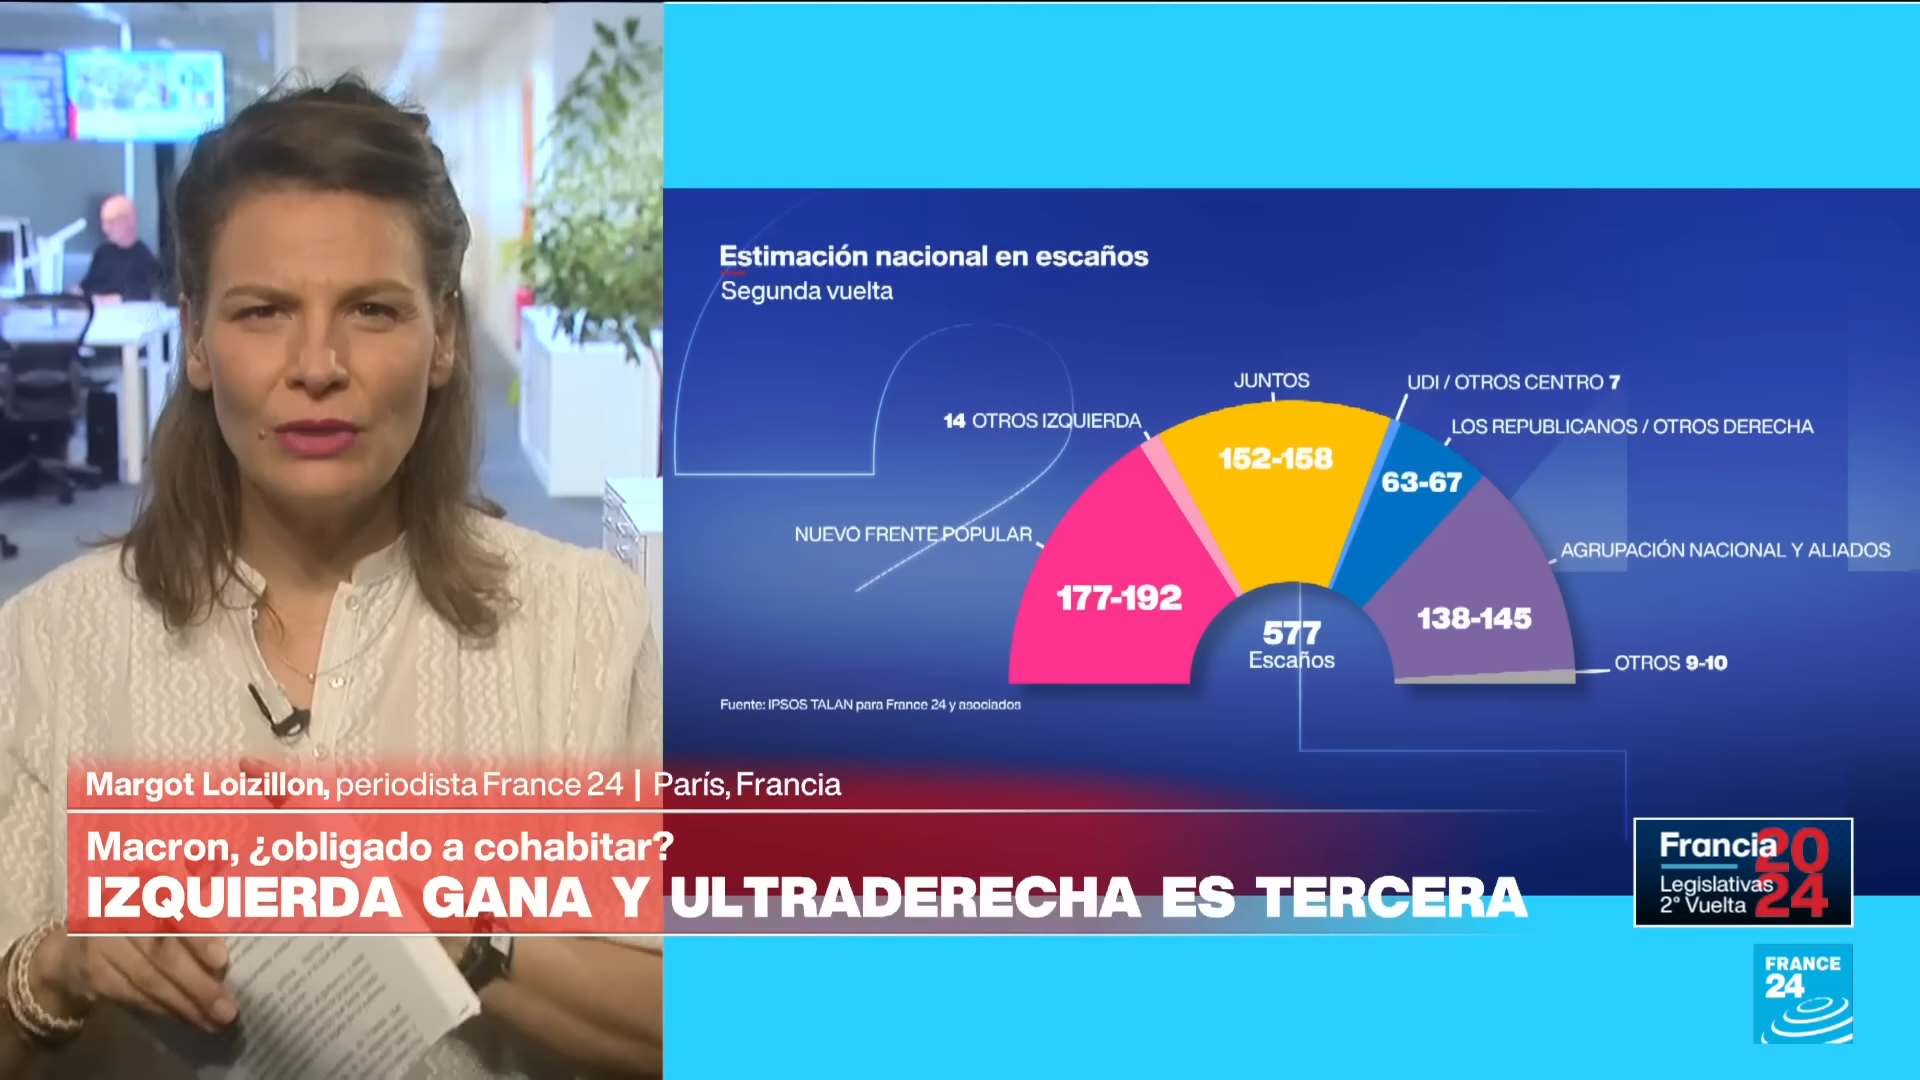 Estimación nacional en escaños
Segunda vuelta
JUNTOS
UDI / OTROS CENTRO 7
14 OTROS IZQUIERDA
LOS REPUBLICANOS / OTROS DERECHA
152-158
63-67
NUEVO FRENTE POPULAR
AGRUPACIÓN NACIONAL Y ALIADOS
177-192
138-145
577
Escaños
OTROS 9-10
Fuente: IPSOS TALAN para France 24 y asociados
Margot Loizillon, periodista France 24 | París, Francia
Macron, ¿obligado a cohabitar?
IZQUIERDA GANA Y ULTRADERECHA ES TERCERA
Francia 2024
Legislativas
2° Vuelta
FRANCE
24